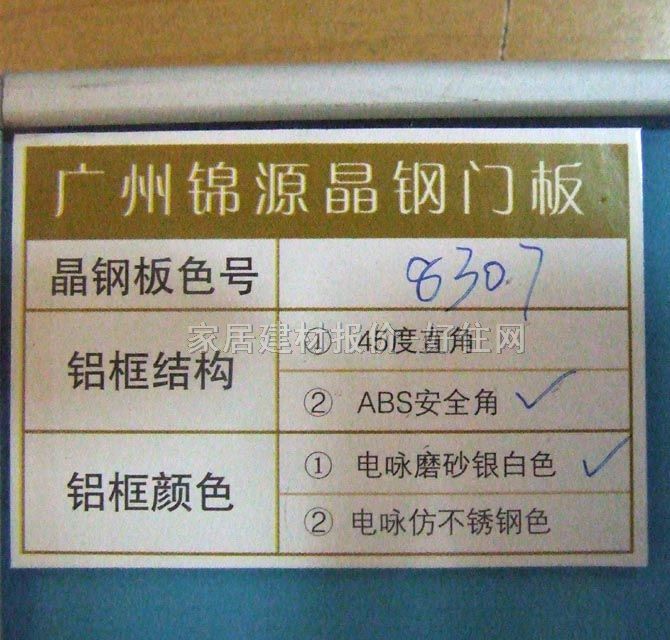 广州锦源晶钢门板
晶钢板色号 8307
铝框结构
① 45度直角
② ABS安全角 ✓
铝框颜色
① 电咏磨砂银白色 ✓
② 电咏仿不锈钢色
家居建材报价 好住网